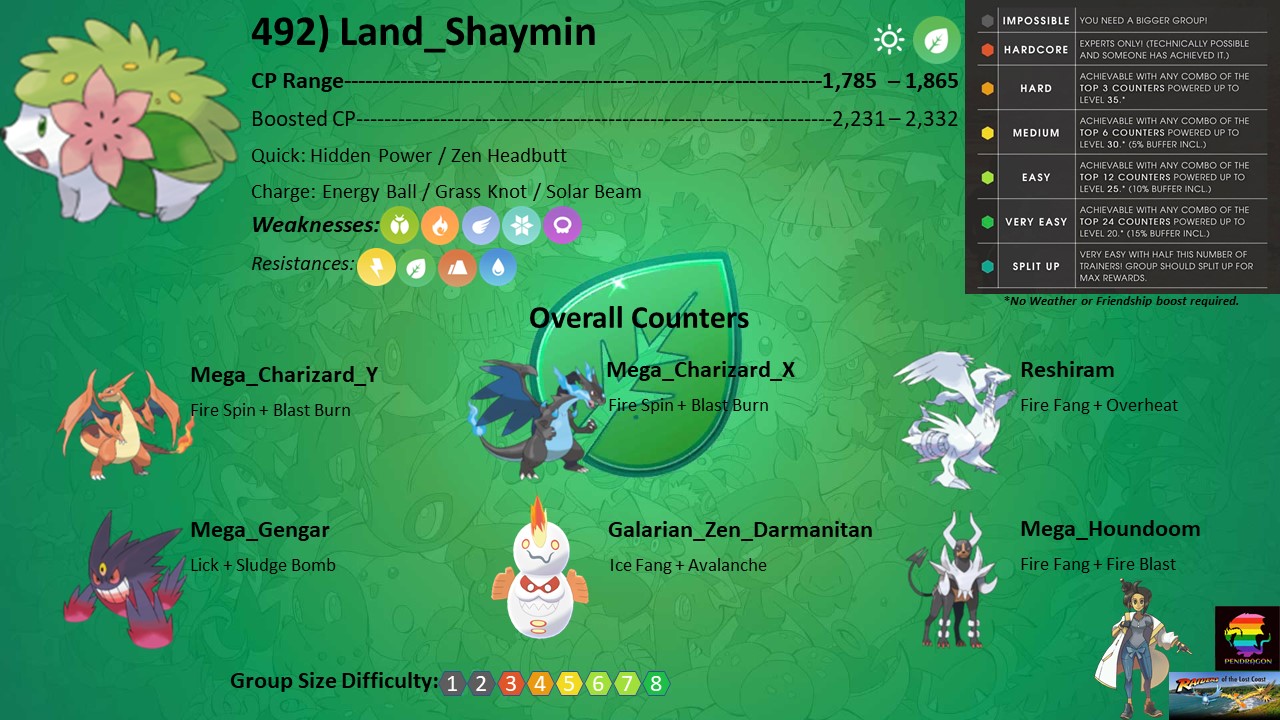 492) Land_Shaymin
CP Range--------------------------------------------------------------------1,785 – 1,865
Boosted CP--------------------------------------------------------------------2,231 – 2,332
Quick: Hidden Power / Zen Headbutt
Charge: Energy Ball / Grass Knot / Solar Beam
Weaknesses:
Resistances:
IMPOSSIBLE YOU NEED A BIGGER GROUP!
HARDCORE EXPERTS ONLY! (TECHNICALLY POSSIBLE
AND SOMEONE HAS ACHIEVED IT.)
HARD ACHIEVABLE WITH ANY COMBO OF THE
TOP 3 COUNTERS POWERED UP TO
LEVEL 35.*
MEDIUM ACHIEVABLE WITH ANY COMBO OF THE
TOP 6 COUNTERS POWERED UP TO
LEVEL 30.* (5% BUFFER INCL.)
EASY ACHIEVABLE WITH ANY COMBO OF THE
TOP 12 COUNTERS POWERED UP TO
LEVEL 25.* (10% BUFFER INCL.)
VERY EASY ACHIEVABLE WITH ANY COMBO OF THE
TOP 24 COUNTERS POWERED UP TO
LEVEL 20.* (15% BUFFER INCL.)
SPLIT UP VERY EASY WITH HALF THIS NUMBER OF
TRAINERS! GROUP SHOULD SPLIT UP FOR
MAX REWARDS.
*No Weather or Friendship boost required.
Overall Counters
Mega_Charizard_Y
Fire Spin + Blast Burn
Mega_Charizard_X
Fire Spin + Blast Burn
Reshiram
Fire Fang + Overheat
Mega_Gengar
Lick + Sludge Bomb
Galarian_Zen_Darmanitan
Ice Fang + Avalanche
Mega_Houndoom
Fire Fang + Fire Blast
Group Size Difficulty: 1 2 3 4 5 6 7 8
PENDRAGON
RAIDERS of the Lost Coast